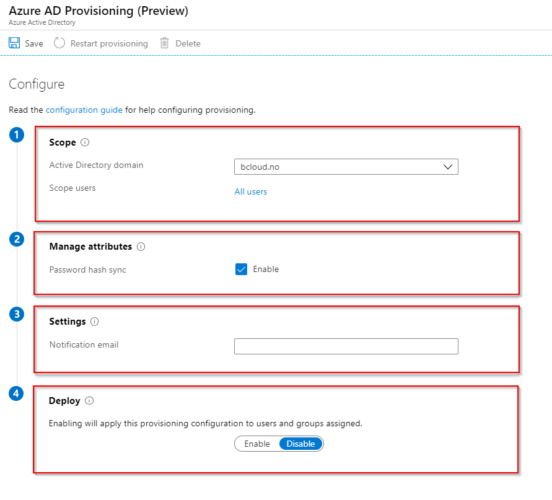 Azure AD Provisioning (Preview)
Azure Active Directory
Save Restart provisioning Delete
Configure
Read the configuration guide for help configuring provisioning.
1
Scope
Active Directory domain bcloud.no
Scope users All users
2
Manage attributes
Password hash sync Enable
3
Settings
Notification email
4
Deploy
Enabling will apply this provisioning configuration to users and groups assigned.
Enable Disable